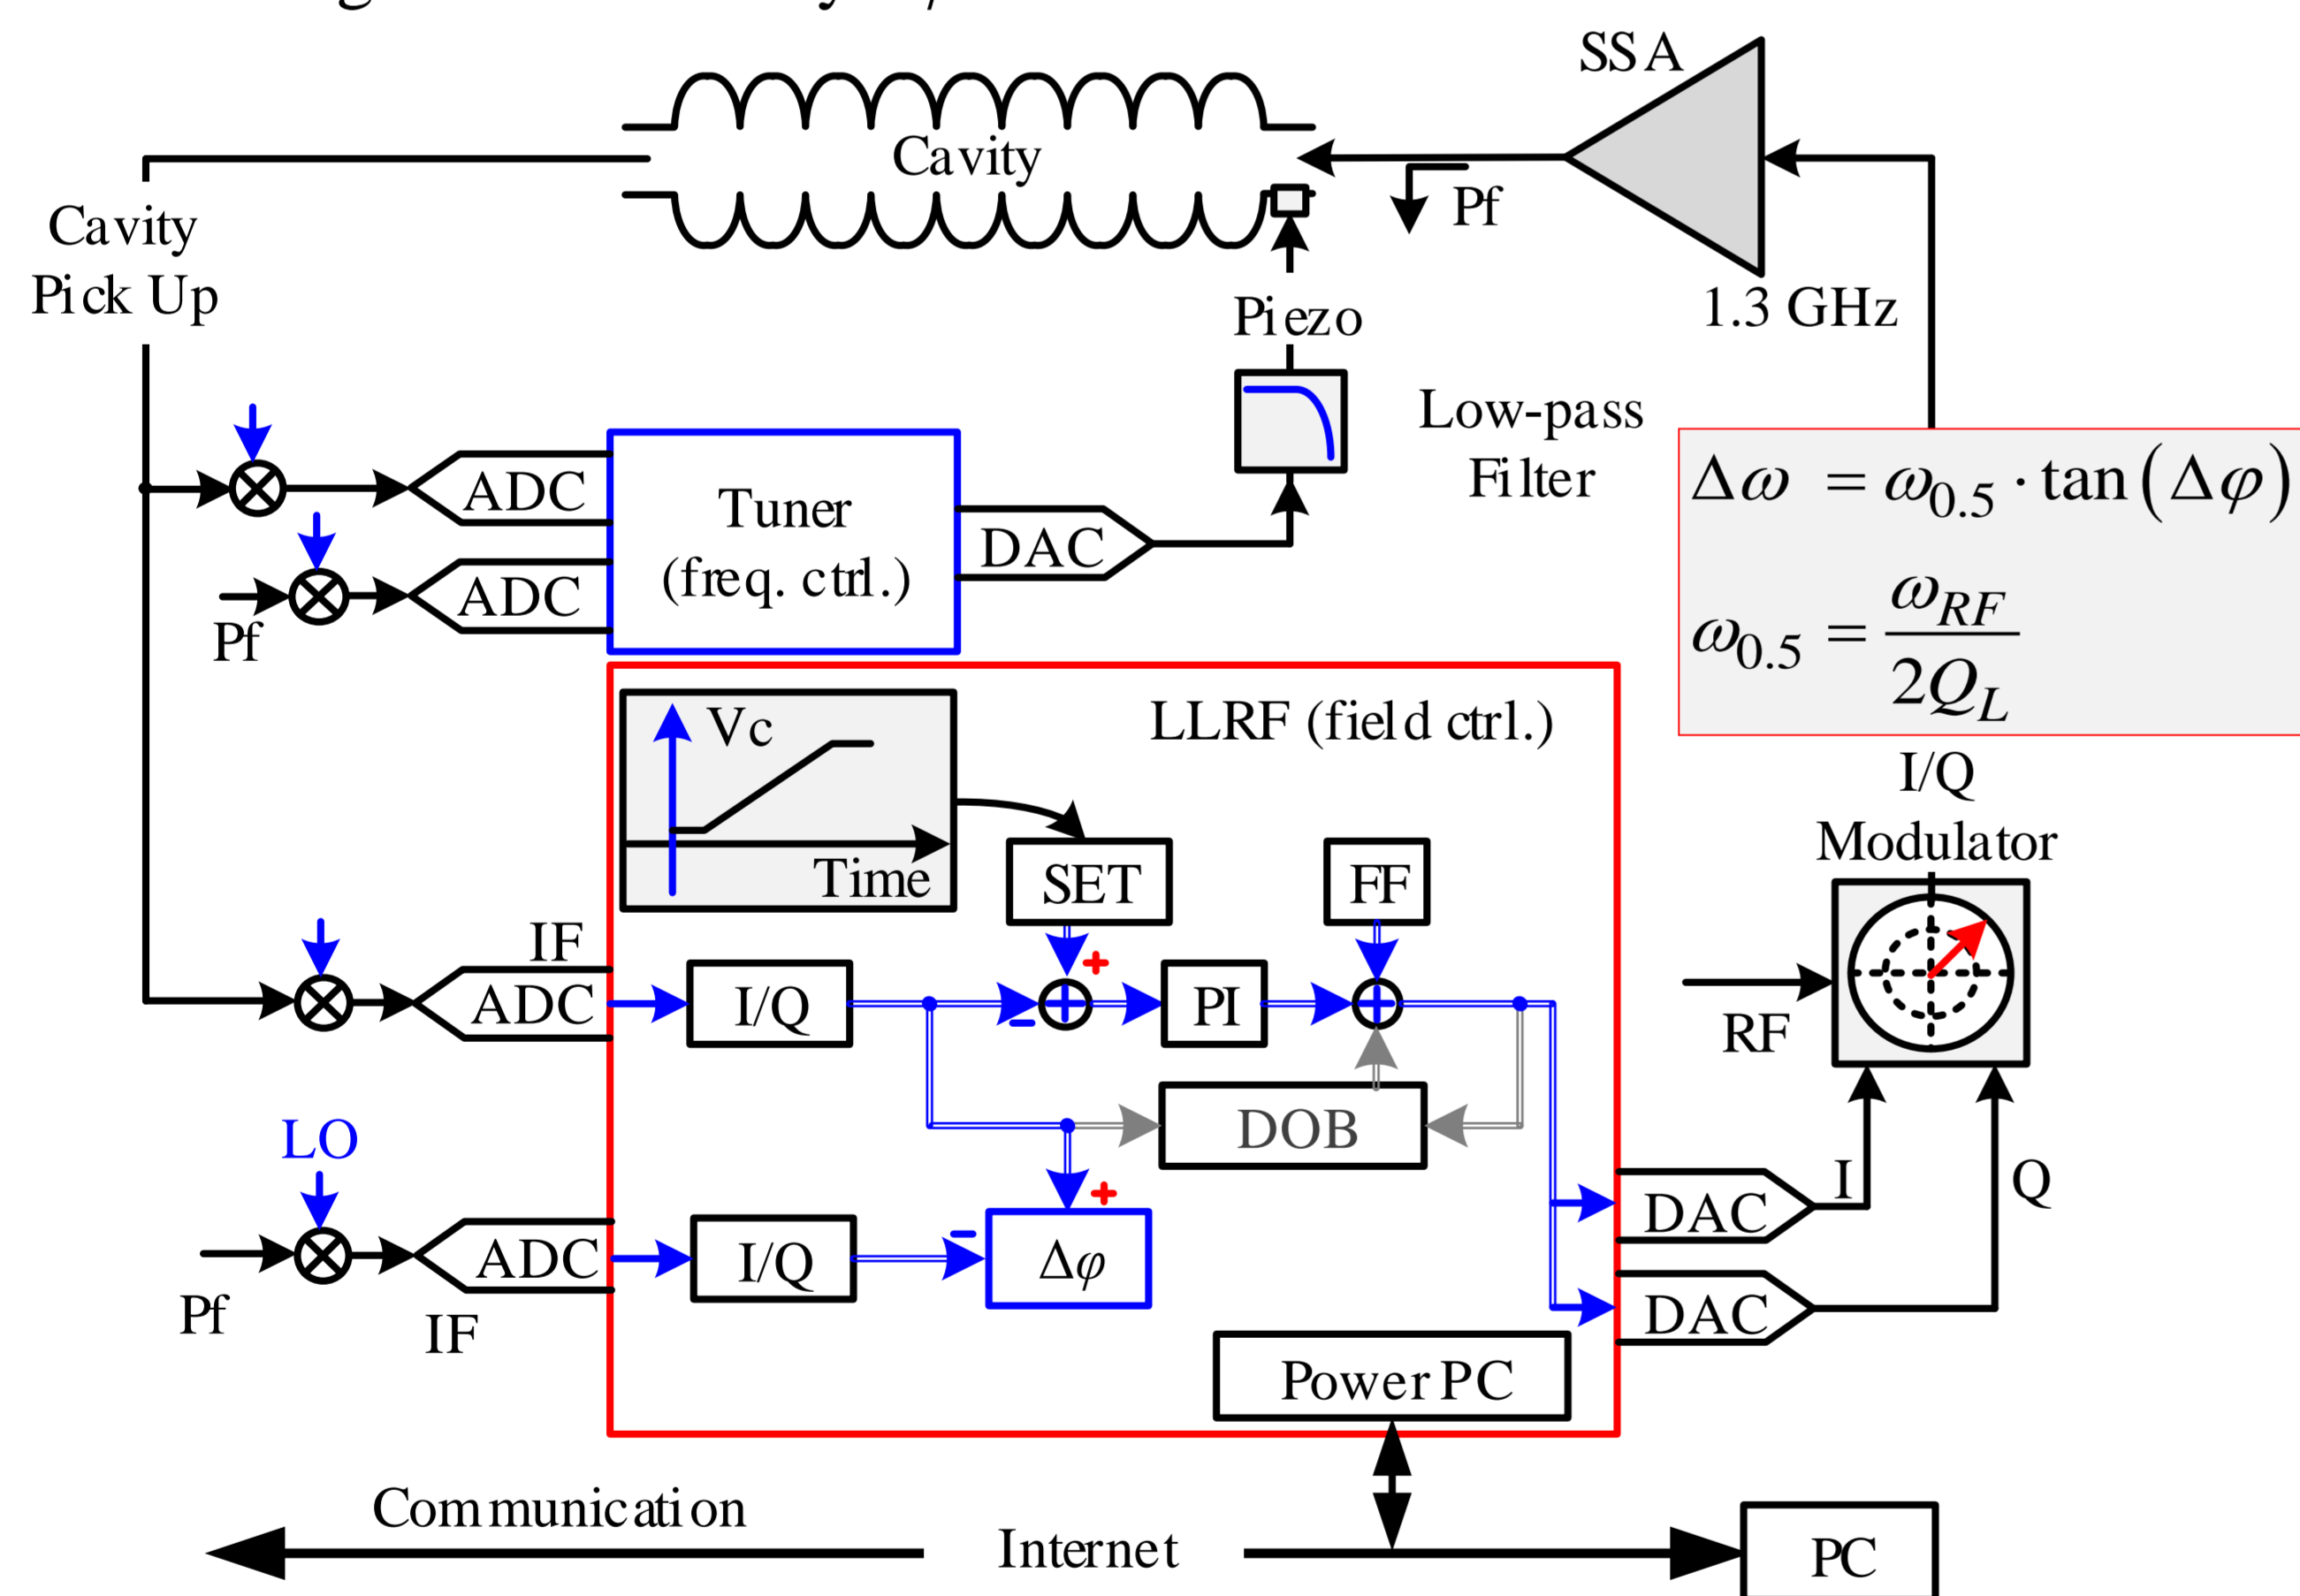 SSA
Cavity
Pf
Cavity
Pick Up
Piezo
1.3 GHz
Low-pass
Filter
Δω = ω0.5 · tan(Δφ)
ω0.5 = ωRF / 2QL
ADC
Tuner
(freq. ctrl.)
DAC
ADC
Pf
Vc
Time
LLRF (field ctrl.)
I/Q
Modulator
SET
FF
IF
ADC
I/Q
+
−
PI
RF
DOB
LO
I
Q
DAC
Pf
ADC
IF
I/Q
−
+
Δφ
DAC
Power PC
Communication
Internet
PC